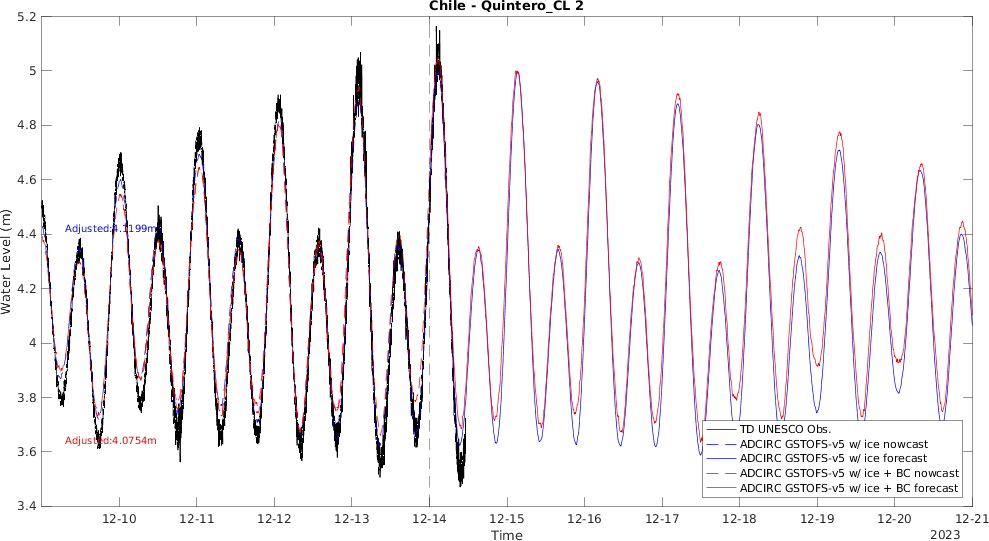 Chile - Quintero_CL 2
5.2
5
4.8
4.6
4.4
4.2
4
3.8
3.6
3.4
Water Level (m)
Adjusted:4.1199m
Adjusted:4.0754m
TD UNESCO Obs.
ADCIRC GSTOFS-v5 w/ ice nowcast
ADCIRC GSTOFS-v5 w/ ice forecast
ADCIRC GSTOFS-v5 w/ ice + BC nowcast
ADCIRC GSTOFS-v5 w/ ice + BC forecast
12-10 12-11 12-12 12-13 12-14 12-15 12-16 12-17 12-18 12-19 12-20 12-21
Time
2023